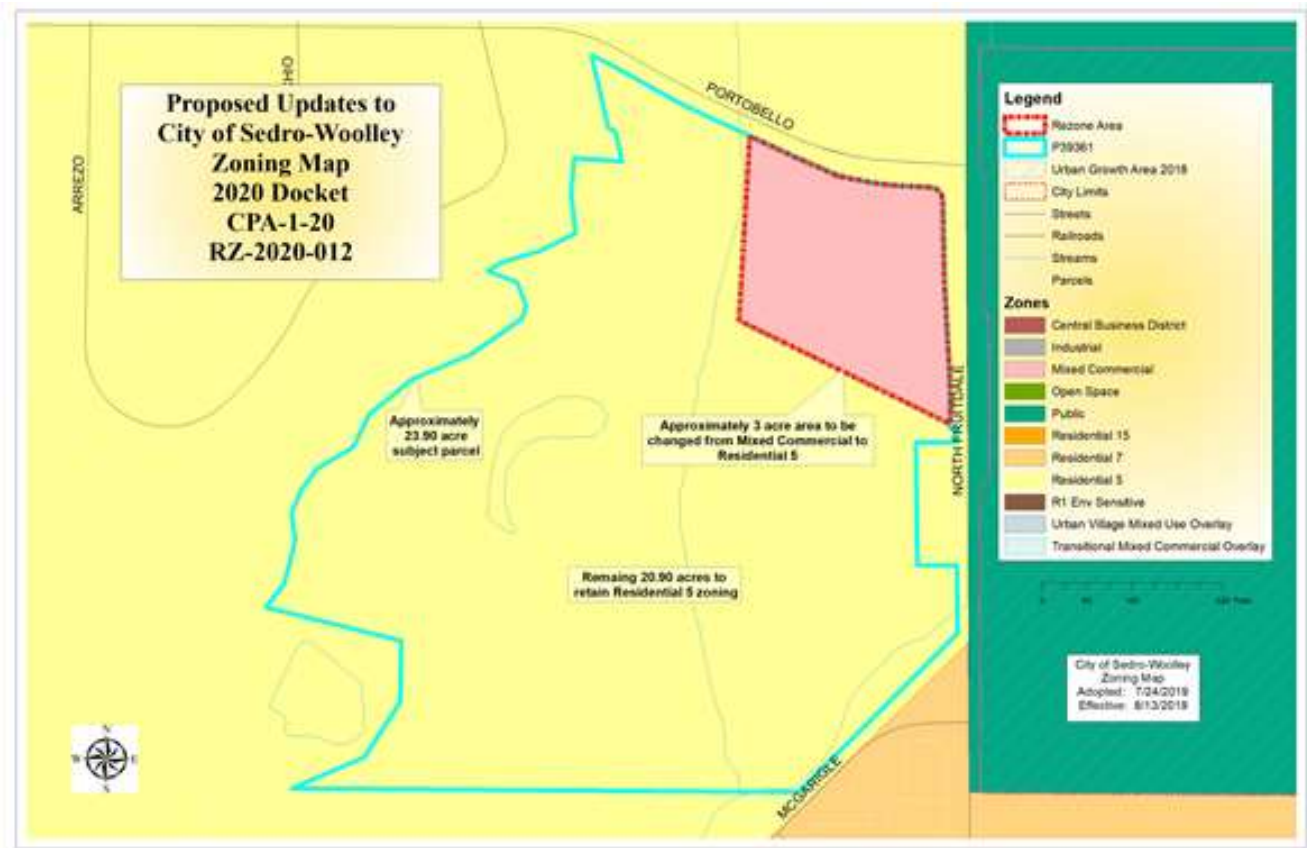 Proposed Updates to
City of Sedro-Woolley
Zoning Map
2020 Docket
CPA-1-20
RZ-2020-012
ARREZO
CHIO
PORTOBELLO
NORTH FRUITDALE
MCGARIGLE
Approximately
23.90 acre
subject parcel
Approximately 3 acre area to be
changed from Mixed Commercial to
Residential 5
Remaing 20.90 acres to
retain Residential 5 zoning
Legend
Rezone Area
P39361
Urban Growth Area 2018
City Limits
Streets
Railroads
Streams
Parcels
Zones
Central Business District
Industrial
Mixed Commercial
Open Space
Public
Residential 15
Residential 7
Residential 5
R1 Env Sensitive
Urban Village Mixed Use Overlay
Transitional Mixed Commercial Overlay
0
Feet
City of Sedro-Woolley
Zoning Map
Adopted: 7/24/2019
Effective: 8/13/2019
N
W
E
S